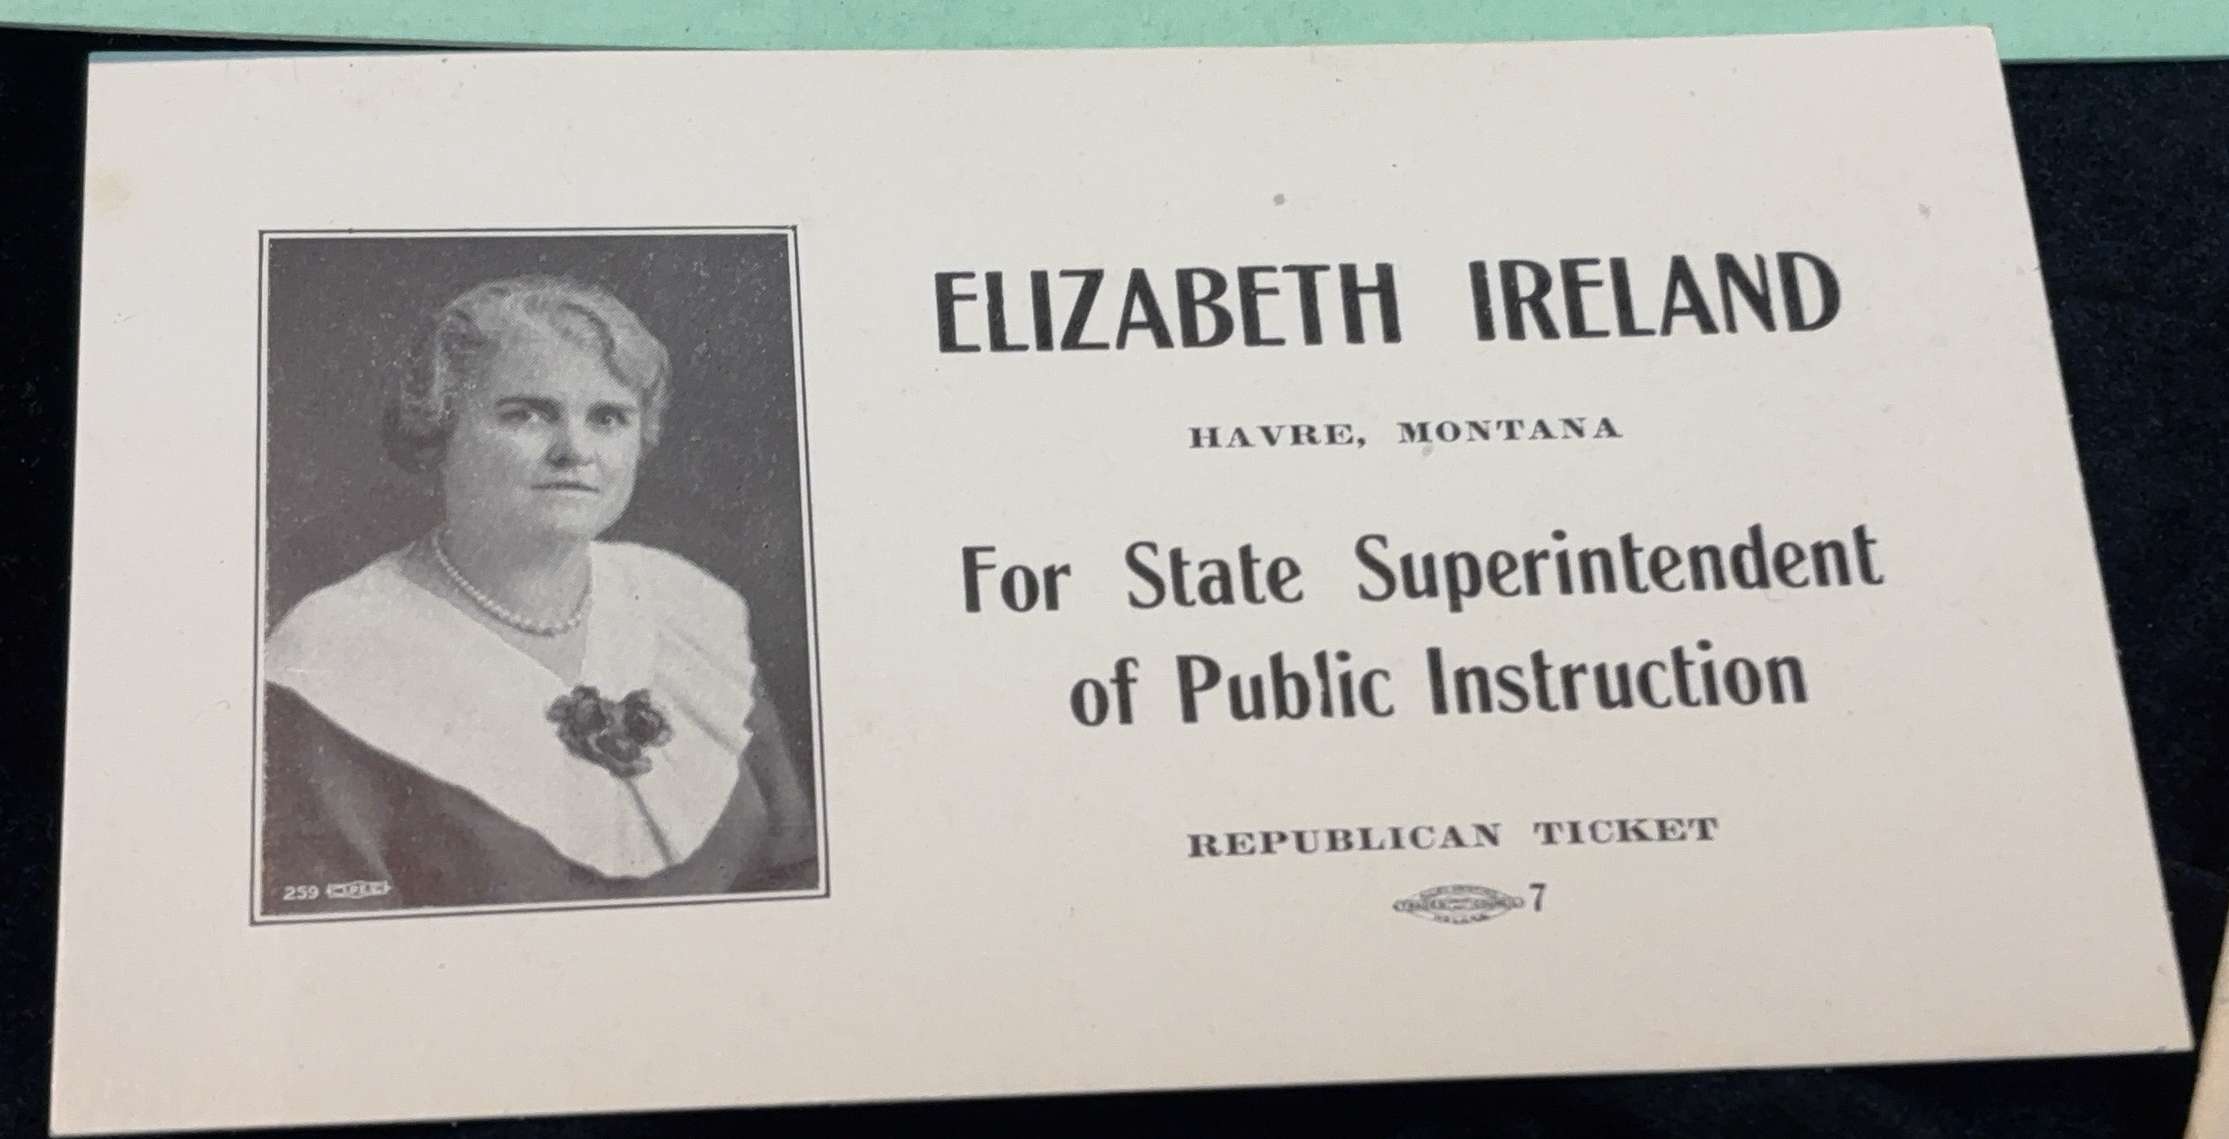 ELIZABETH IRELAND
HAVRE, MONTANA
For State Superintendent
of Public Instruction
REPUBLICAN TICKET
7
259